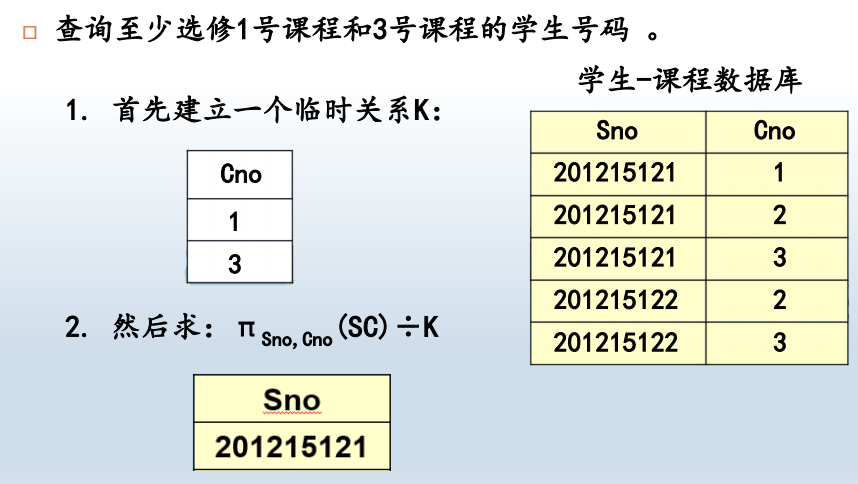 查询至少选修1号课程和3号课程的学生号码 。
1. 首先建立一个临时关系K：
Cno
1
3
2. 然后求：πSno,Cno(SC)÷K
Sno
201215121
学生-课程数据库
Sno Cno
201215121 1
201215121 2
201215121 3
201215122 2
201215122 3